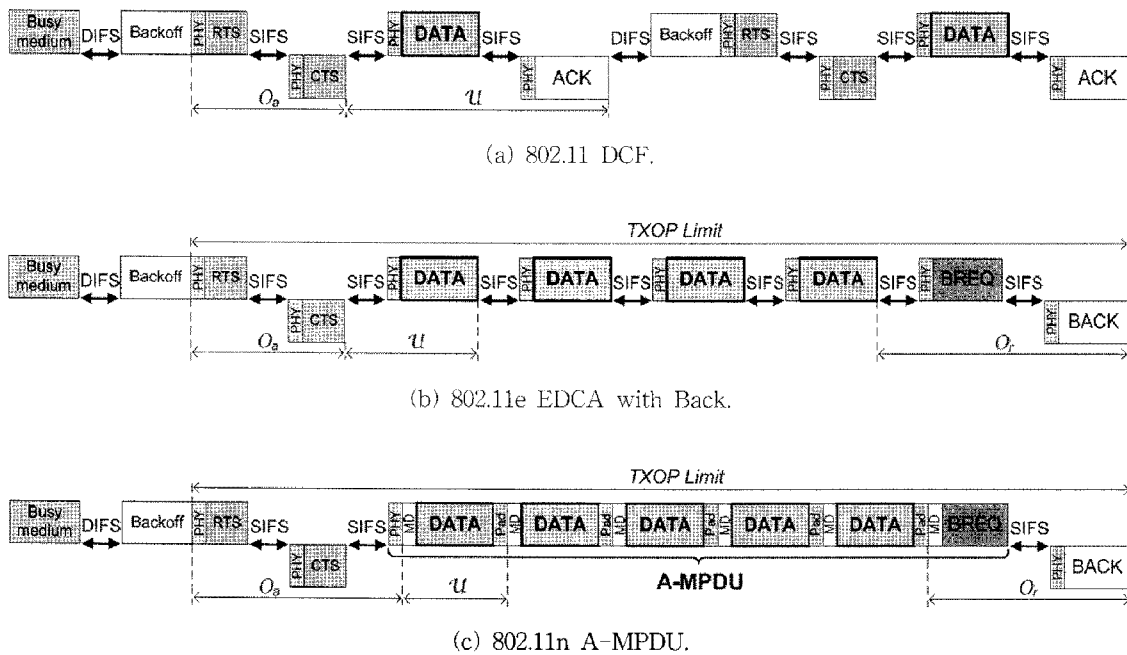 Busy medium DIFS Backoff PHY RTS SIFS PHY CTS SIFS PHY DATA SIFS PHY ACK DIFS Backoff PHY RTS SIFS PHY CTS SIFS PHY DATA SIFS PHY ACK
Oa U
(a) 802.11 DCF.
TXOP Limit
Busy medium DIFS Backoff PHY RTS SIFS PHY CTS SIFS PHY DATA SIFS PHY DATA SIFS PHY DATA SIFS PHY DATA SIFS PHY BREQ SIFS PHY BACK
Oa U Or
(b) 802.11e EDCA with Back.
TXOP Limit
Busy medium DIFS Backoff PHY RTS SIFS PHY CTS SIFS PHY MD DATA Pad MD DATA Pad MD DATA Pad MD DATA Pad MD DATA Pad MD BREQ SIFS PHY BACK
A-MPDU
Oa U Or
(c) 802.11n A-MPDU.